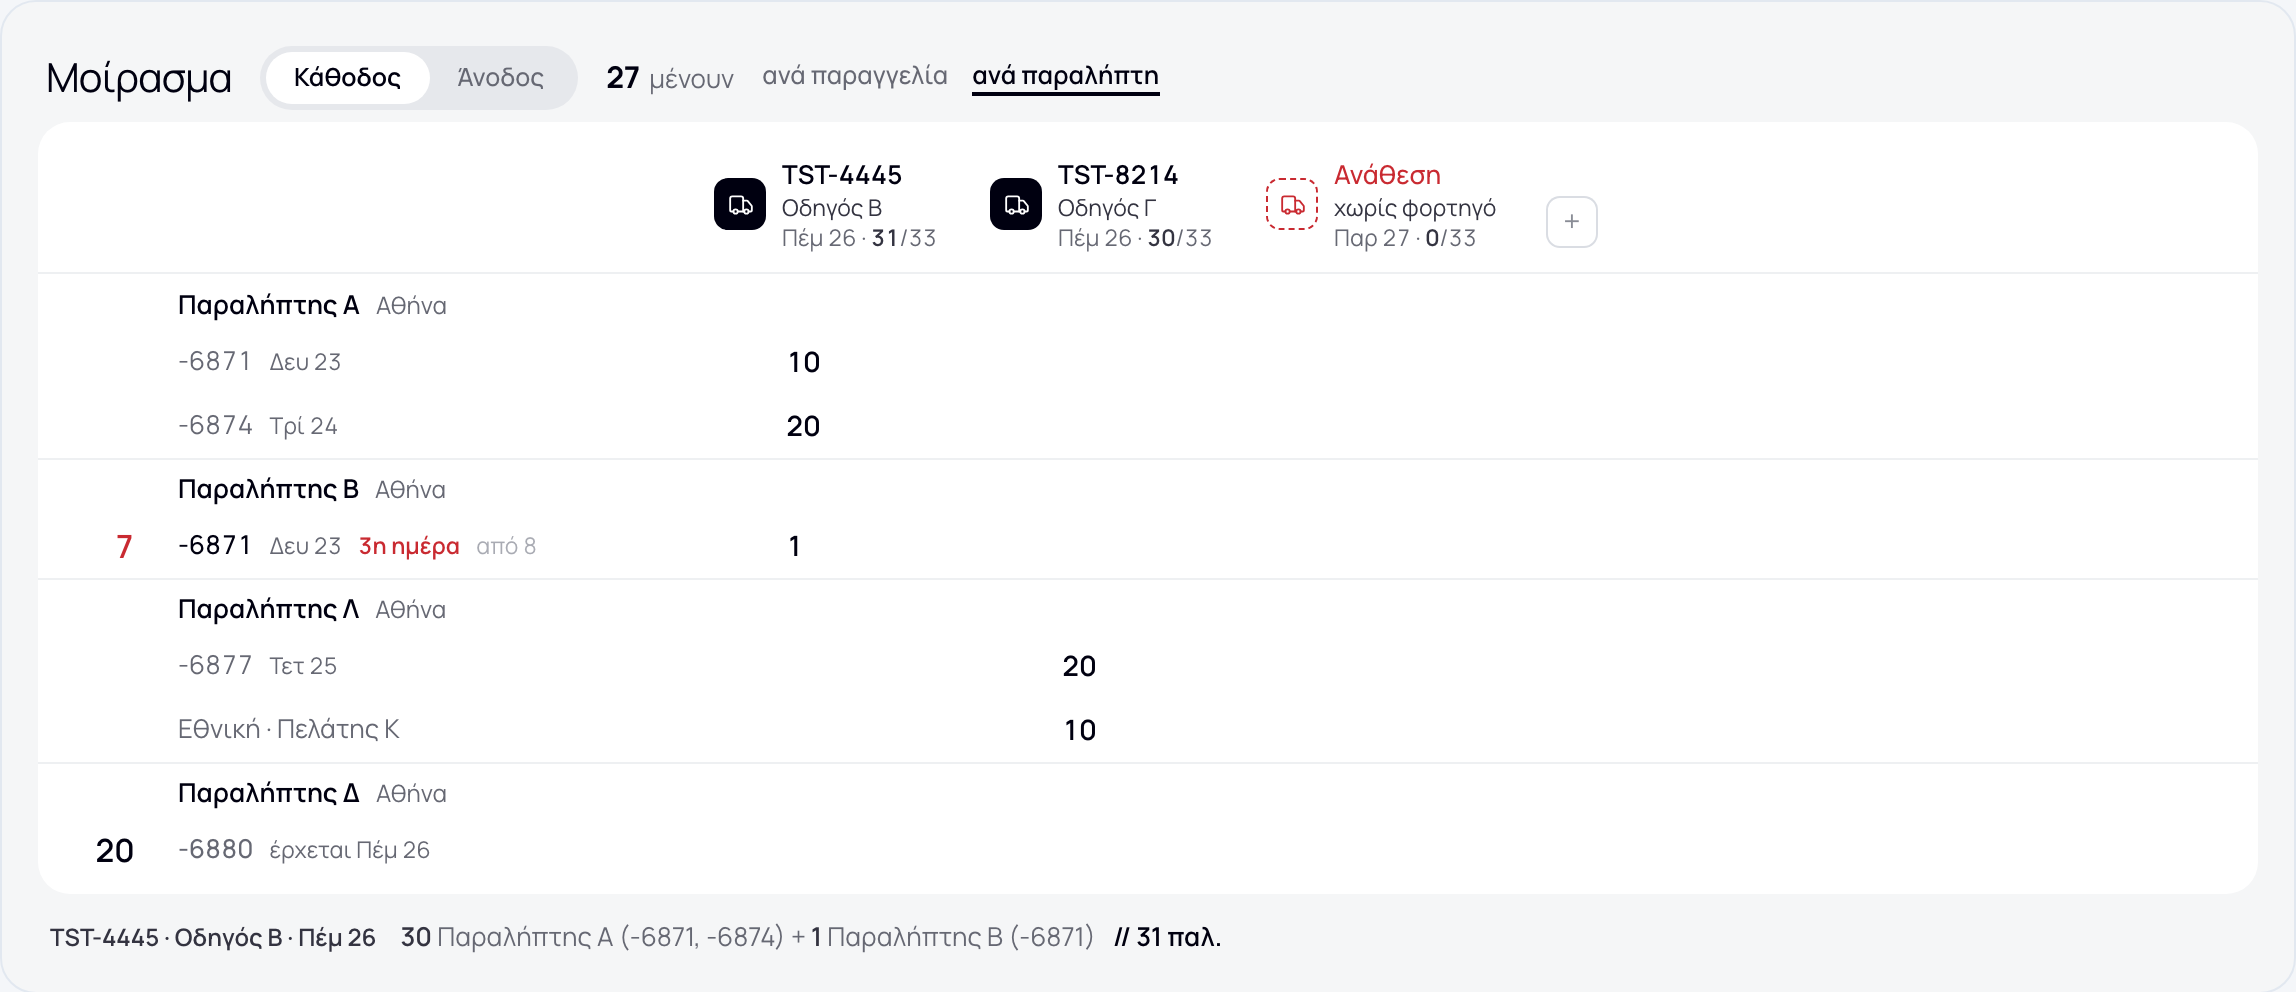 Μοίρασμα Κάθοδος Άνοδος 27 μένουν ανά παραγγελία ανά παραλήπτη
TST-4445 TST-8214 Ανάθεση
Οδηγός Β Οδηγός Γ χωρίς φορτηγό
Πέμ 26 · 31/33 Πέμ 26 · 30/33 Παρ 27 · 0/33 +
Παραλήπτης Α Αθήνα
-6871 Δευ 23 10
-6874 Τρί 24 20
Παραλήπτης Β Αθήνα
7 -6871 Δευ 23 3η ημέρα από 8 1
Παραλήπτης Λ Αθήνα
-6877 Τετ 25 20
Εθνική · Πελάτης Κ 10
Παραλήπτης Δ Αθήνα
20 -6880 έρχεται Πέμ 26
TST-4445 · Οδηγός Β · Πέμ 26 30 Παραλήπτης Α (-6871, -6874) + 1 Παραλήπτης Β (-6871) // 31 παλ.